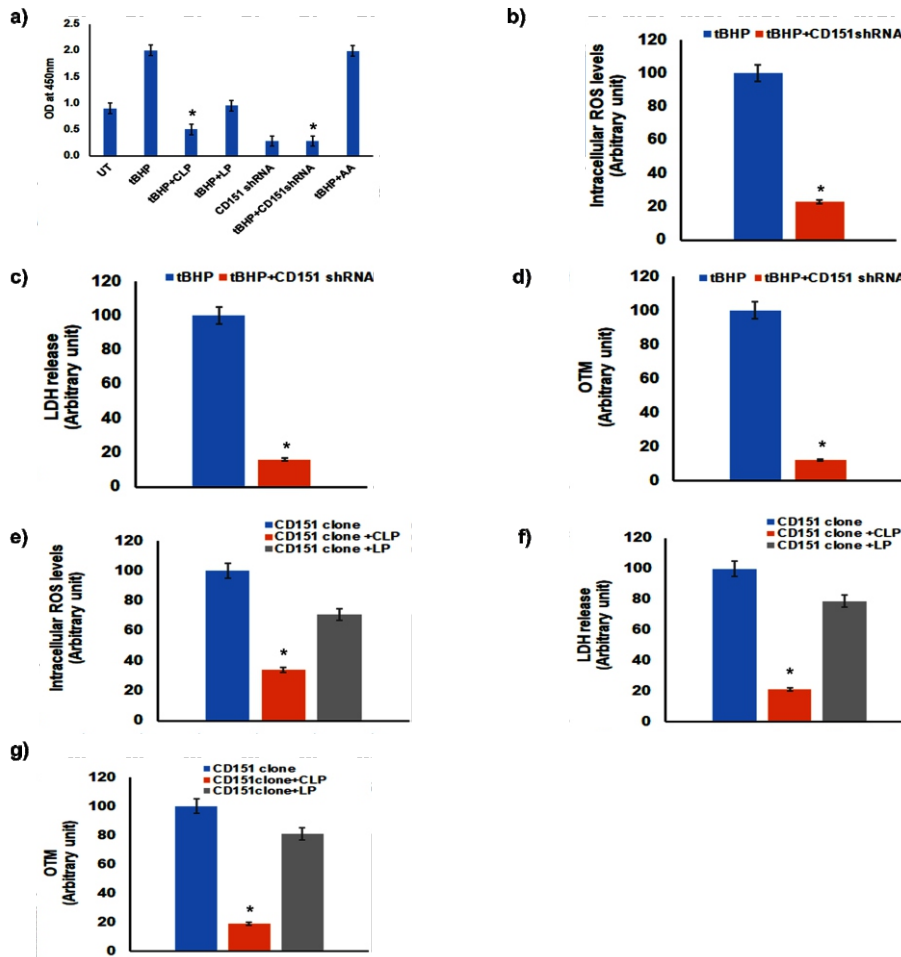 a)
OD at 450nm
2.5
2.0
1.5
1.0
0.5
0.0
*
*
UT
tBHP
tBHP+CLP
tBHP+LP
CD151 shRNA
tBHP+CD151shRNA
tBHP+AA
b)
tBHP tBHP+CD151shRNA
Intracellular ROS levels
(Arbitrary unit)
120
100
80
60
40
20
0
*
c)
tBHP tBHP+CD151 shRNA
LDH release
(Arbitrary unit)
120
100
80
60
40
20
0
*
d)
tBHP tBHP+CD151 shRNA
OTM
(Arbitrary unit)
120
100
80
60
40
20
0
*
e)
CD151 clone
CD151 clone +CLP
CD151 clone +LP
Intracellular ROS levels
(Arbitrary unit)
120
100
80
60
40
20
0
*
f)
CD151 clone
CD151 clone +CLP
CD151 clone +LP
LDH release
(Arbitrary unit)
120
100
80
60
40
20
0
*
g)
CD151 clone
CD151clone+CLP
CD151clone+LP
OTM
(Arbitrary unit)
120
100
80
60
40
20
0
*